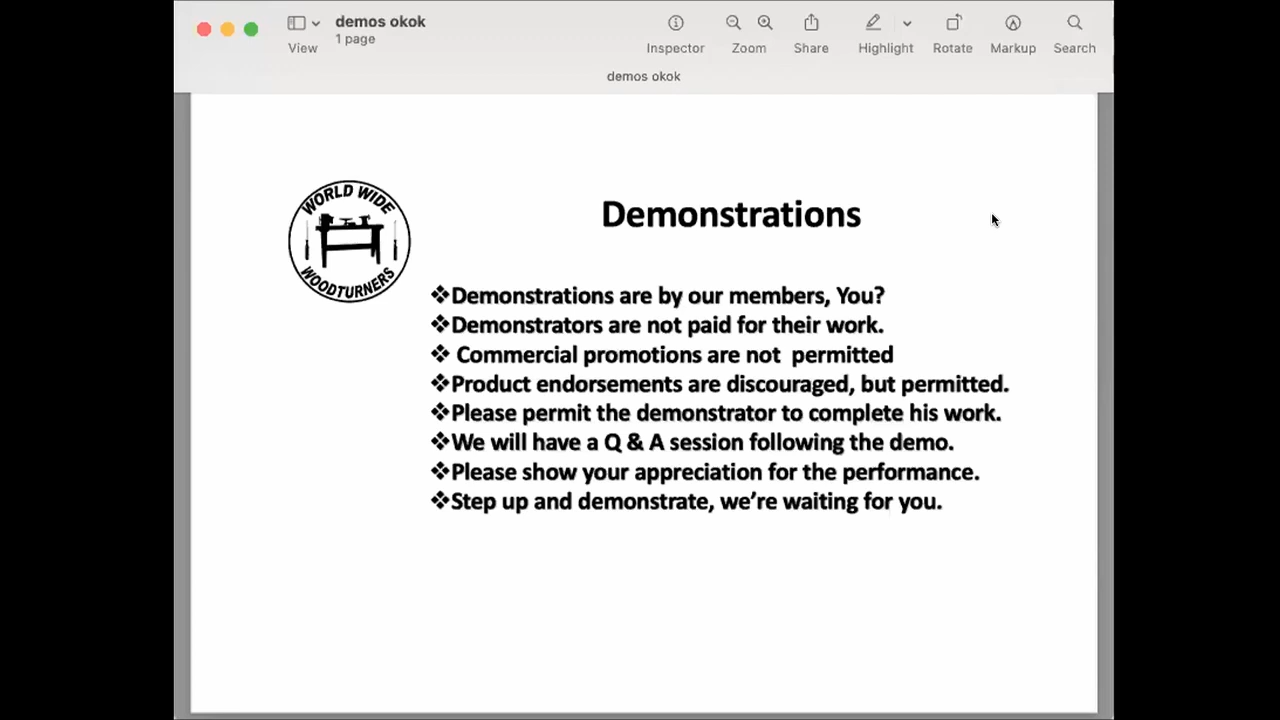 demos okok
1 page
View
Inspector
Zoom
Share
Highlight
Rotate
Markup
Search
demos okok
WORLD WIDE
WOODTURNERS
Demonstrations
❖Demonstrations are by our members, You?
❖Demonstrators are not paid for their work.
❖ Commercial promotions are not  permitted
❖Product endorsements are discouraged, but permitted.
❖Please permit the demonstrator to complete his work.
❖We will have a Q & A session following the demo.
❖Please show your appreciation for the performance.
❖Step up and demonstrate, we’re waiting for you.